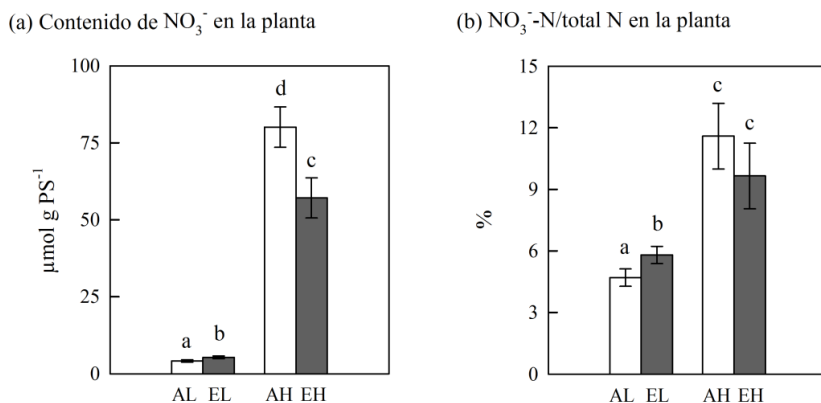 (a) Contenido de NO₃⁻ en la planta
100
75
50
25
0
µmol g PS⁻¹
a
b
d
c
AL EL AH EH
(b) NO₃⁻-N/total N en la planta
15
12
9
6
3
0
%
a
b
c
c
AL EL AH EH